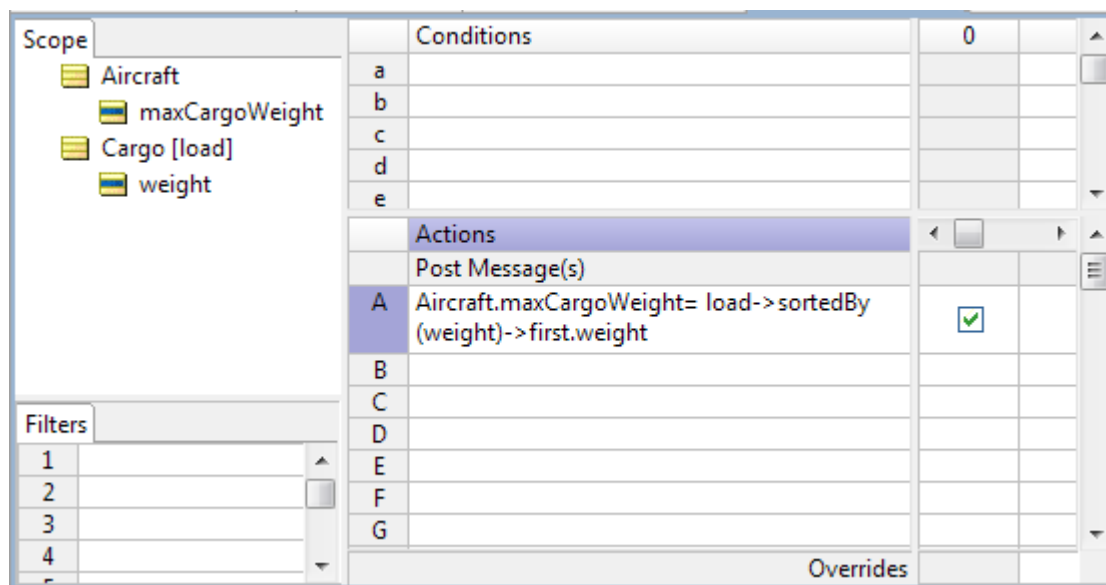 Scope
Aircraft
maxCargoWeight
Cargo [load]
weight
Filters
1
2
3
4
Conditions 0
a
b
c
d
e
Actions
Post Message(s)
A Aircraft.maxCargoWeight= load->sortedBy
(weight)->first.weight
B
C
D
E
F
G
Overrides